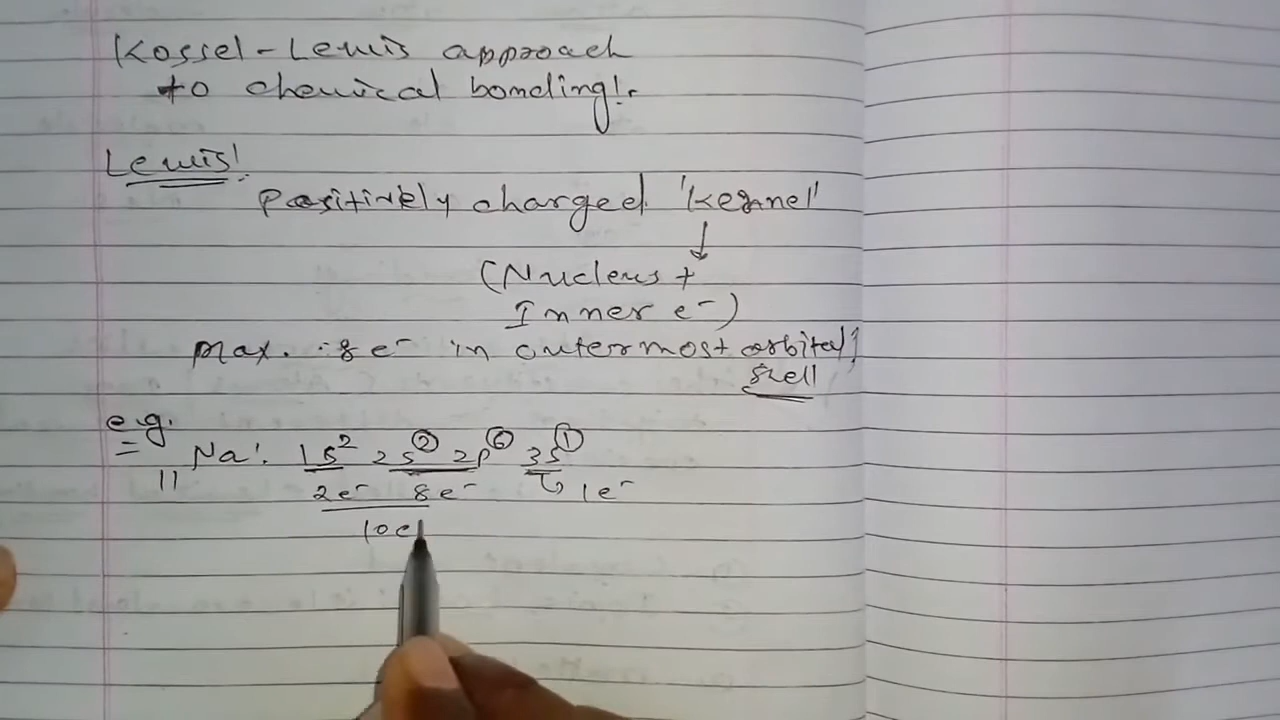 Kossel-Lewis approach
to chemical bonding:-
Lewis:
Positively charged 'Kernel'
↓
(Nucleus +
Inner e⁻)
Max. 8 e⁻ in outermost orbital/
shell
e.g.
₁₁Na: 1s² 2s² 2p⁶ 3s¹
2e⁻ 8e⁻ ↳ 1e⁻
10e